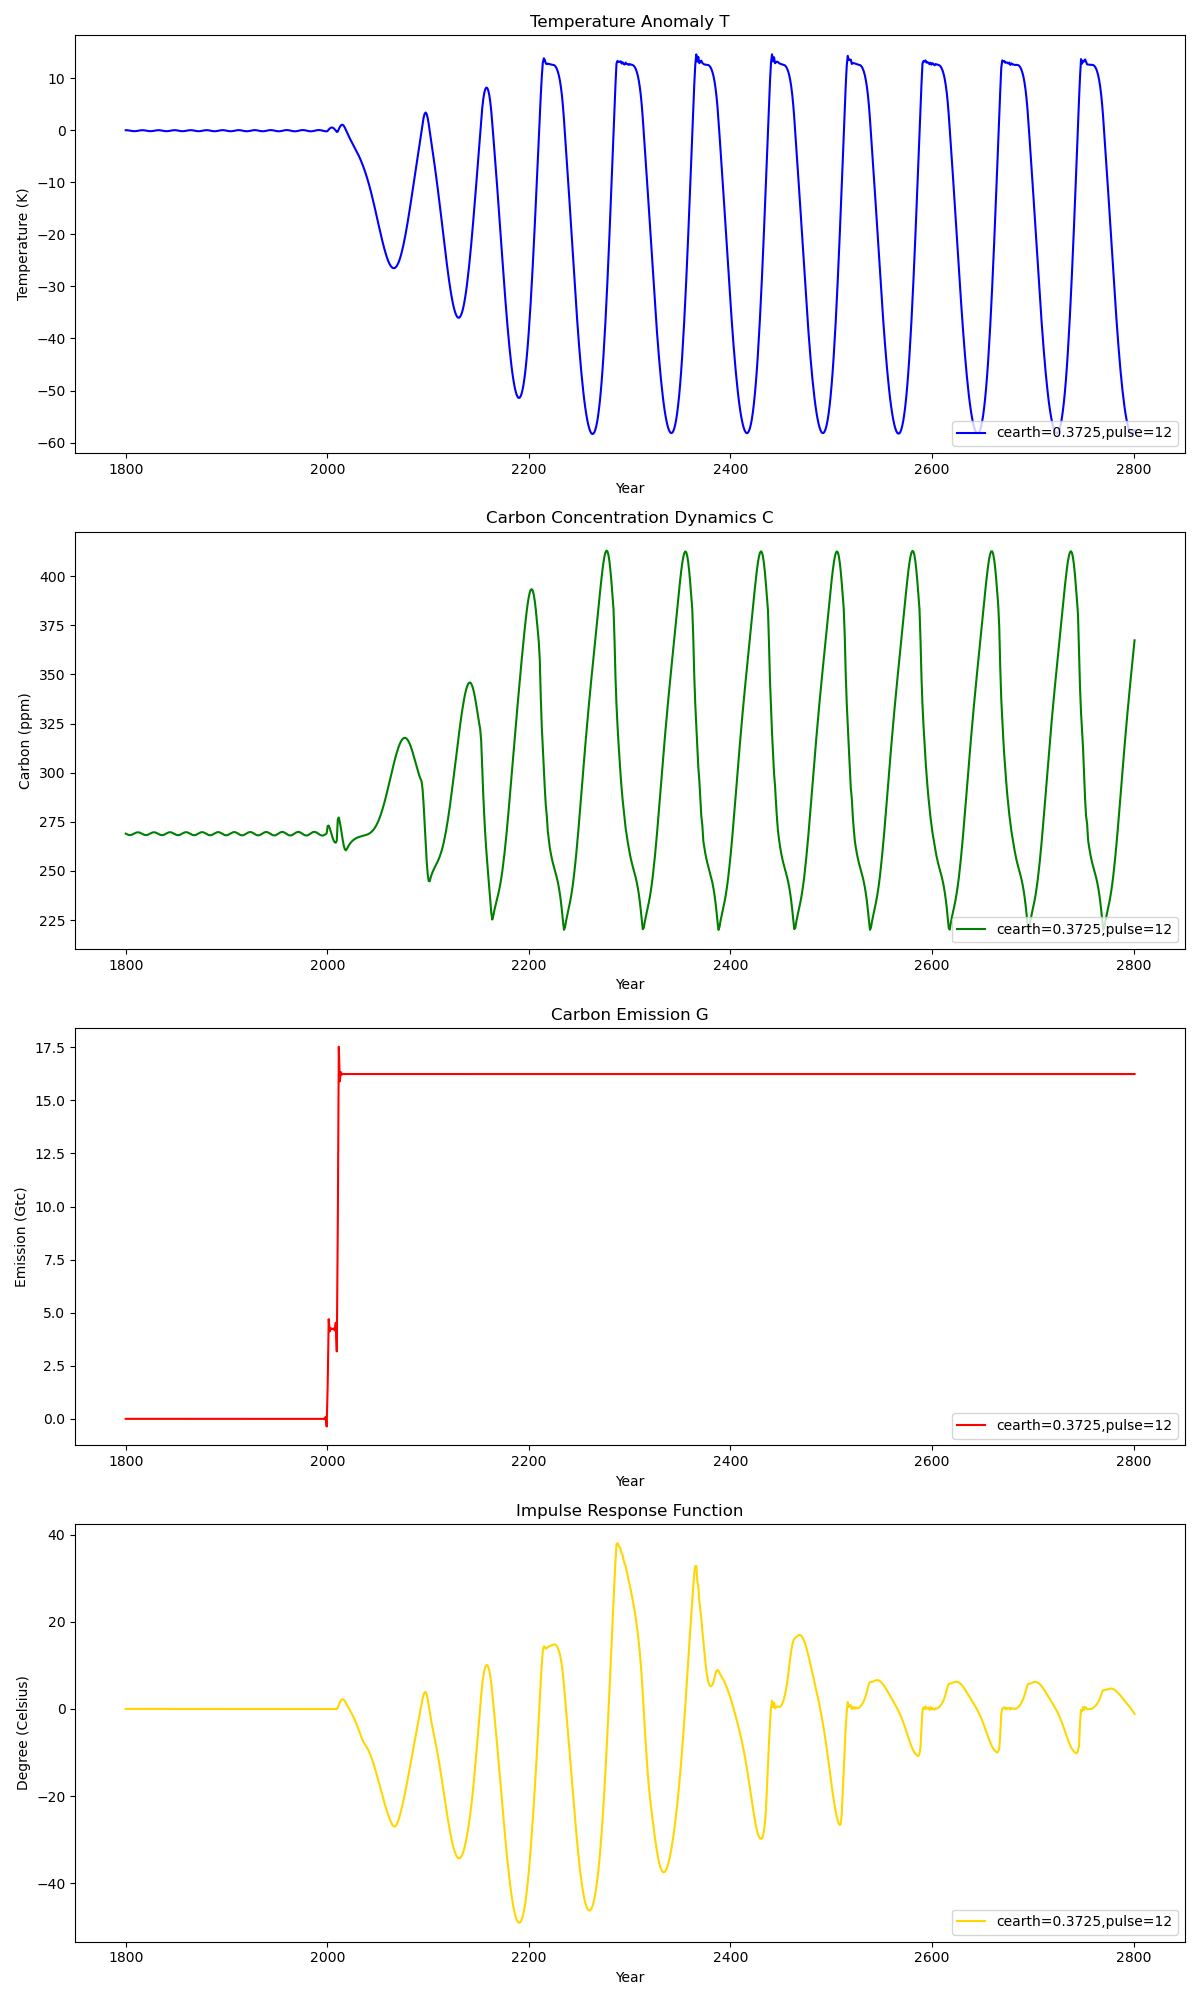 Temperature Anomaly T
10
0
−10
−20
−30
−40
−50
−60
Temperature (K)
cearth=0.3725,pulse=12
1800 2000 2200 2400 2600 2800
Year
Carbon Concentration Dynamics C
400
375
350
325
300
275
250
225
Carbon (ppm)
cearth=0.3725,pulse=12
1800 2000 2200 2400 2600 2800
Year
Carbon Emission G
17.5
15.0
12.5
10.0
7.5
5.0
2.5
0.0
Emission (Gtc)
cearth=0.3725,pulse=12
1800 2000 2200 2400 2600 2800
Year
Impulse Response Function
40
20
0
−20
−40
Degree (Celsius)
cearth=0.3725,pulse=12
1800 2000 2200 2400 2600 2800
Year